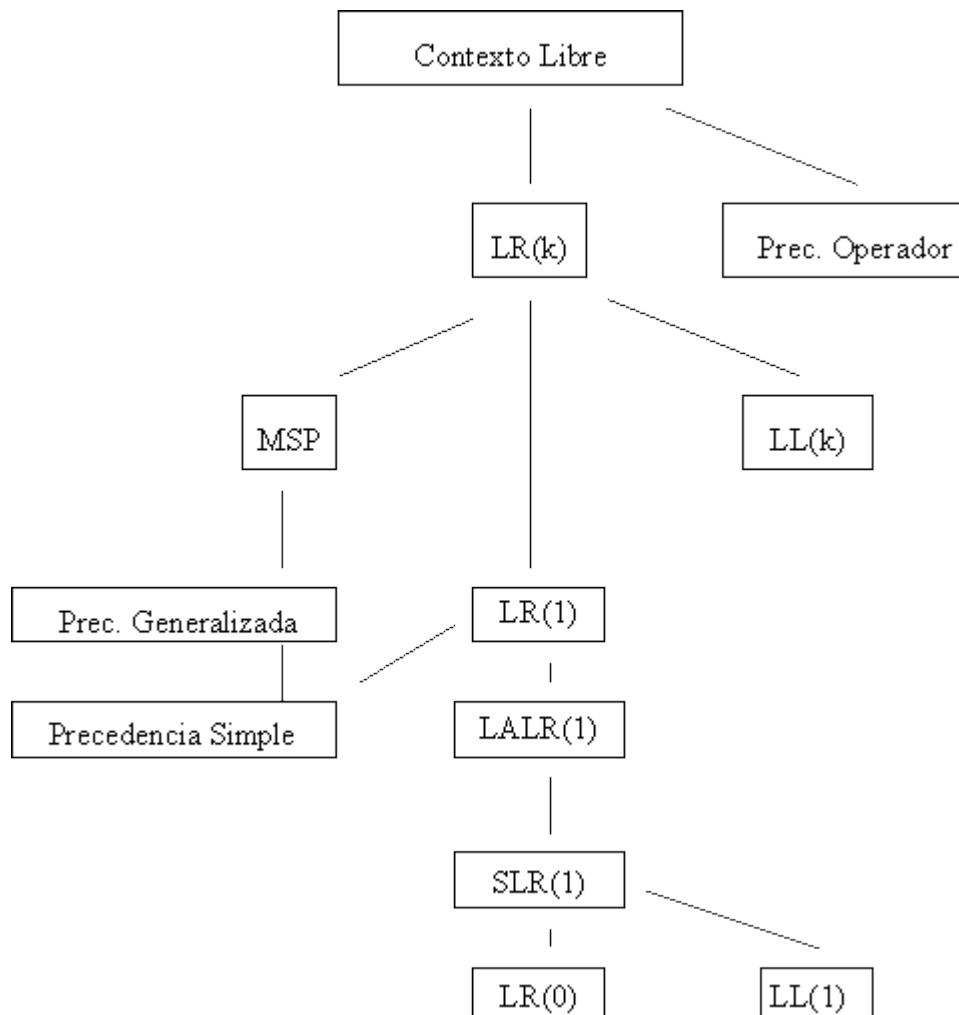 Contexto Libre
LR(k)
Prec. Operador
MSP
LL(k)
Prec. Generalizada
LR(1)
Precedencia Simple
LALR(1)
SLR(1)
LR(0)
LL(1)